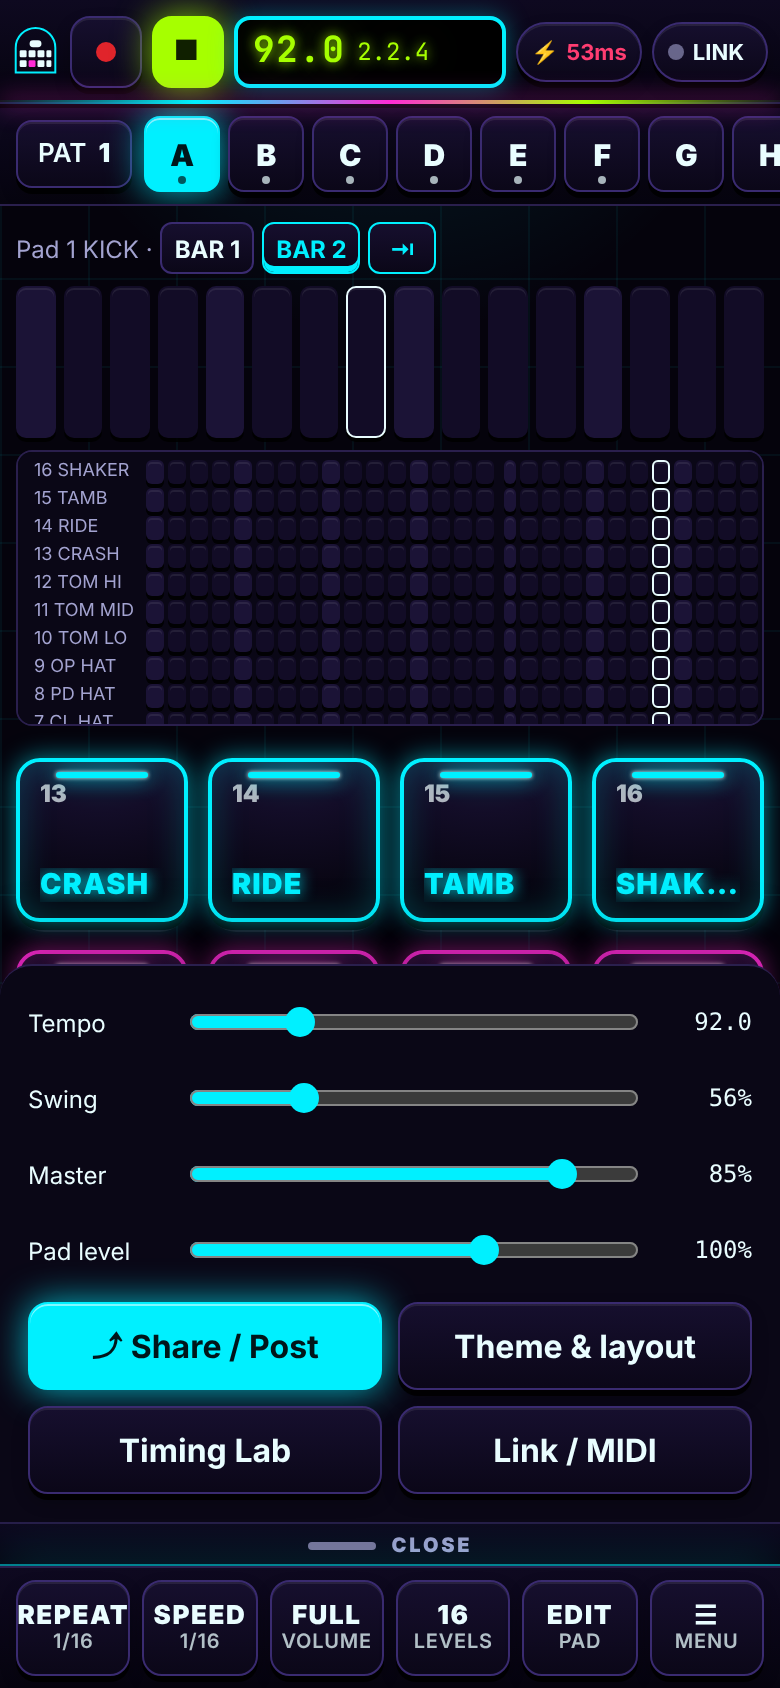 92.0 2.2.4 ⚡ 53ms LINK
PAT 1 A B C D E F G H
Pad 1 KICK · BAR 1 BAR 2 ⇥
16 SHAKER
15 TAMB
14 RIDE
13 CRASH
12 TOM HI
11 TOM MID
10 TOM LO
9 OP HAT
8 PD HAT
7 CL HAT
13 14 15 16
CRASH RIDE TAMB SHAK...
Tempo 92.0
Swing 56%
Master 85%
Pad level 100%
⤴ Share / Post Theme & layout
Timing Lab Link / MIDI
CLOSE
REPEAT SPEED FULL 16 EDIT ☰
1/16 1/16 VOLUME LEVELS PAD MENU